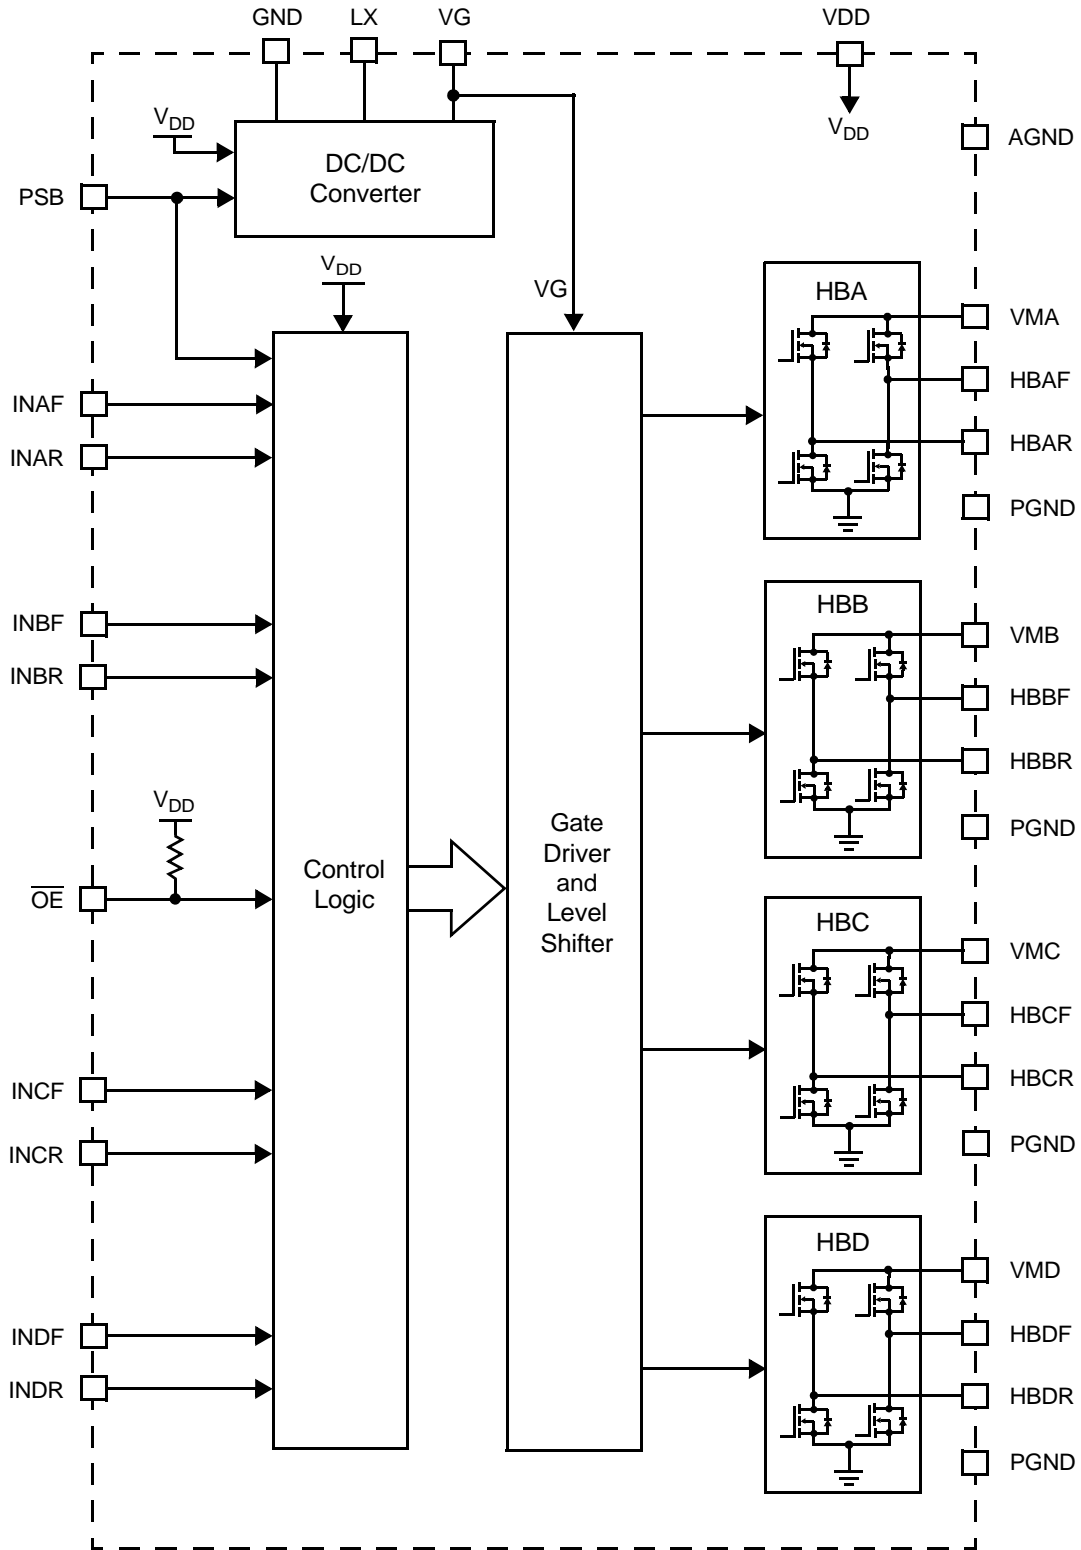 GND LX VG VDD
VDD
VDD
AGND
DC/DC
Converter
PSB
VDD
VG
HBA
VMA
HBAF
HBAR
PGND
INAF
INAR
HBB
VMB
HBBF
HBBR
PGND
INBF
INBR
VDD
OE
Control
Logic
Gate
Driver
and
Level
Shifter
HBC
VMC
HBCF
HBCR
PGND
INCF
INCR
HBD
VMD
HBDF
HBDR
PGND
INDF
INDR